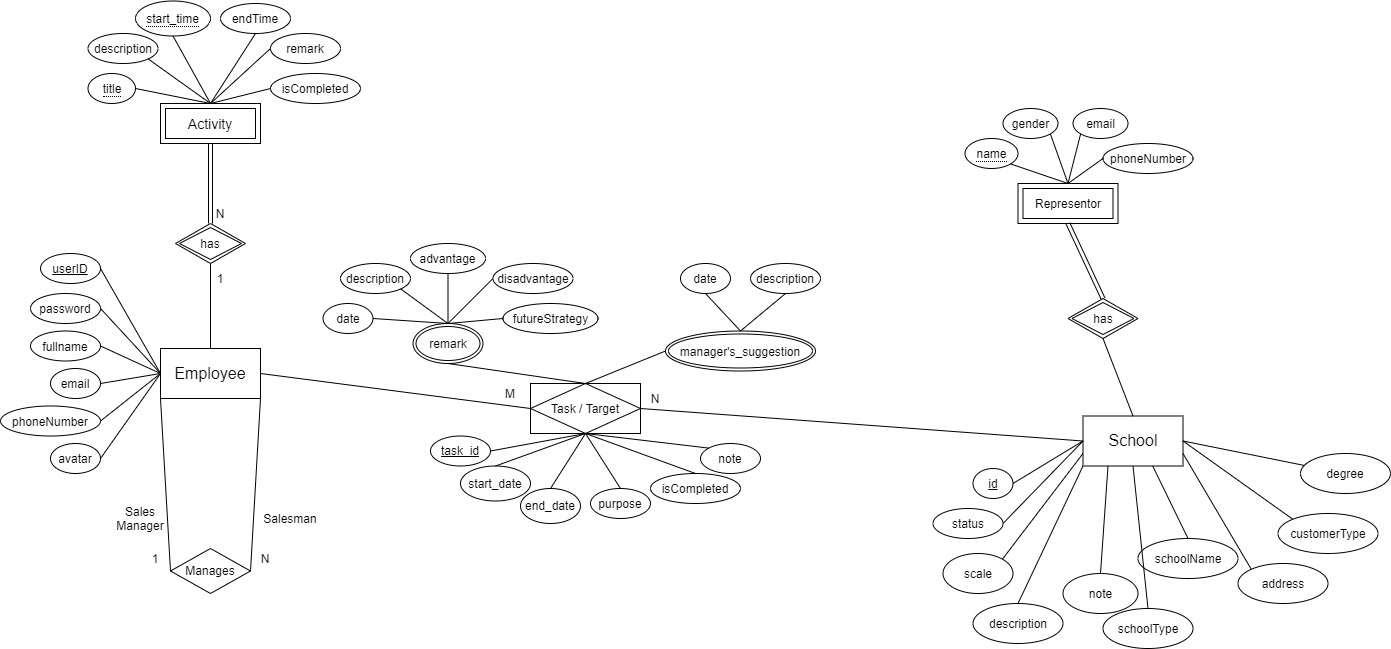 start_time
endTime
description
remark
title
isCompleted
Activity
N
has
1
gender
email
name
phoneNumber
Representor
has
userID
password
fullname
email
phoneNumber
avatar
Employee
advantage
description
disadvantage
date
futureStrategy
remark
date
description
manager's_suggestion
M
Task / Target
N
task_id
start_date
end_date
purpose
isCompleted
note
School
id
status
scale
description
note
schoolType
schoolName
address
customerType
degree
Sales
Manager
Salesman
1
Manages
N